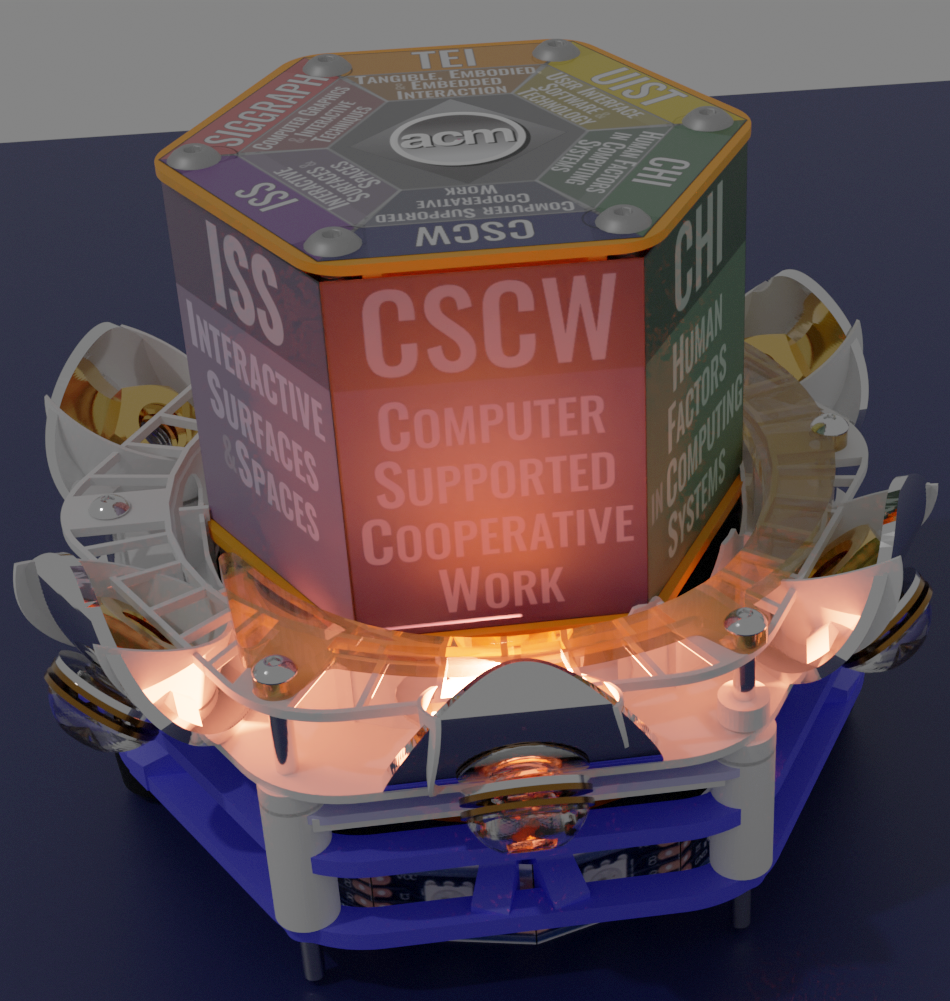 TEI
TANGIBLE, EMBODIED
& EMBEDDED
INTERACTION
UIST
USER INTERFACE
SOFTWARE &
TECHNOLOGY
CHI
HUMAN FACTORS
IN COMPUTING
SYSTEMS
CSCW
COMPUTER SUPPORTED
COOPERATIVE
WORK
ISS
INTERACTIVE
SURFACES &
SPACES
SIGGRAPH
COMPUTER GRAPHICS
& INTERACTIVE
TECHNIQUES
acm
ISS
INTERACTIVE
SURFACES
&SPACES
CSCW
COMPUTER
SUPPORTED
COOPERATIVE
WORK
CHI
HUMAN
FACTORS
IN COMPUTING
SYSTEMS